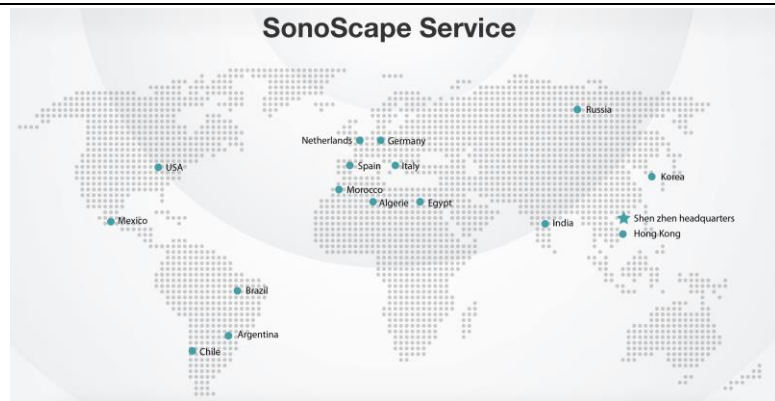 SonoScape Service
Russia
Netherlands
Germany
USA
Spain
Italy
Korea
Morocco
Algerie
Egypt
Mexico
India
Shen zhen headquarters
Hong Kong
Brazil
Argentina
Chile